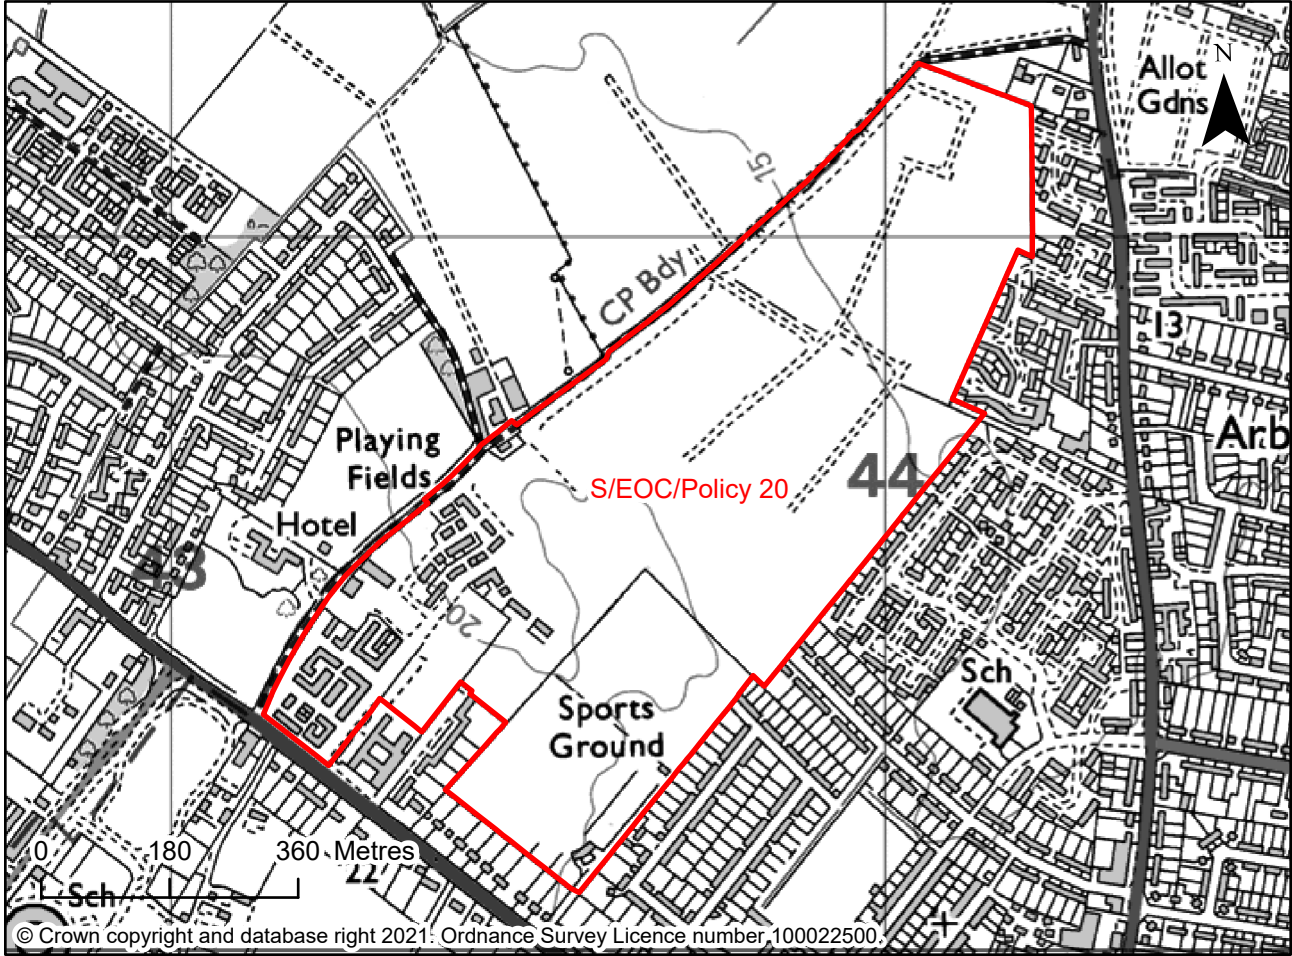 N
Allot
Gdns
15
CP Bdy
13
Arb
Playing
Fields
S/EOC/Policy 20
44
Hotel
43
20
Sch
Sports
Ground
0 180 360 Metres
22
Sch
© Crown copyright and database right 2021. Ordnance Survey Licence number 100022500.